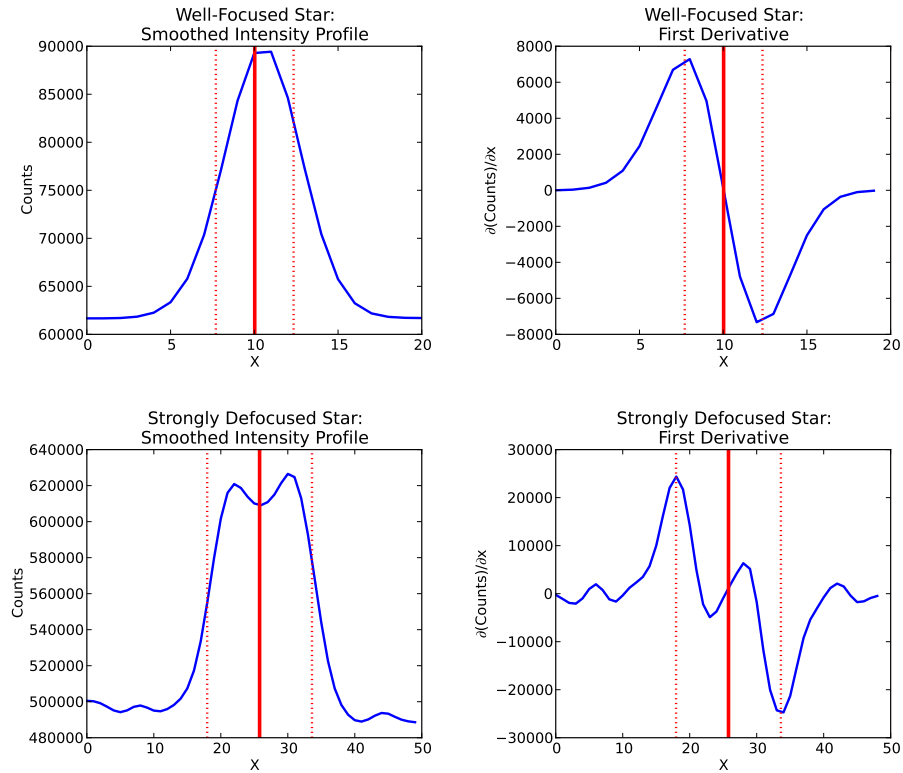 Well-Focused Star:
Smoothed Intensity Profile
90000
85000
80000
75000
70000
65000
60000
Counts
0 5 10 15 20
X
Well-Focused Star:
First Derivative
8000
6000
4000
2000
0
−2000
−4000
−6000
−8000
∂(Counts)/∂x
0 5 10 15 20
X
Strongly Defocused Star:
Smoothed Intensity Profile
640000
620000
600000
580000
560000
540000
520000
500000
480000
Counts
0 10 20 30 40 50
X
Strongly Defocused Star:
First Derivative
30000
20000
10000
0
−10000
−20000
−30000
∂(Counts)/∂x
0 10 20 30 40 50
X